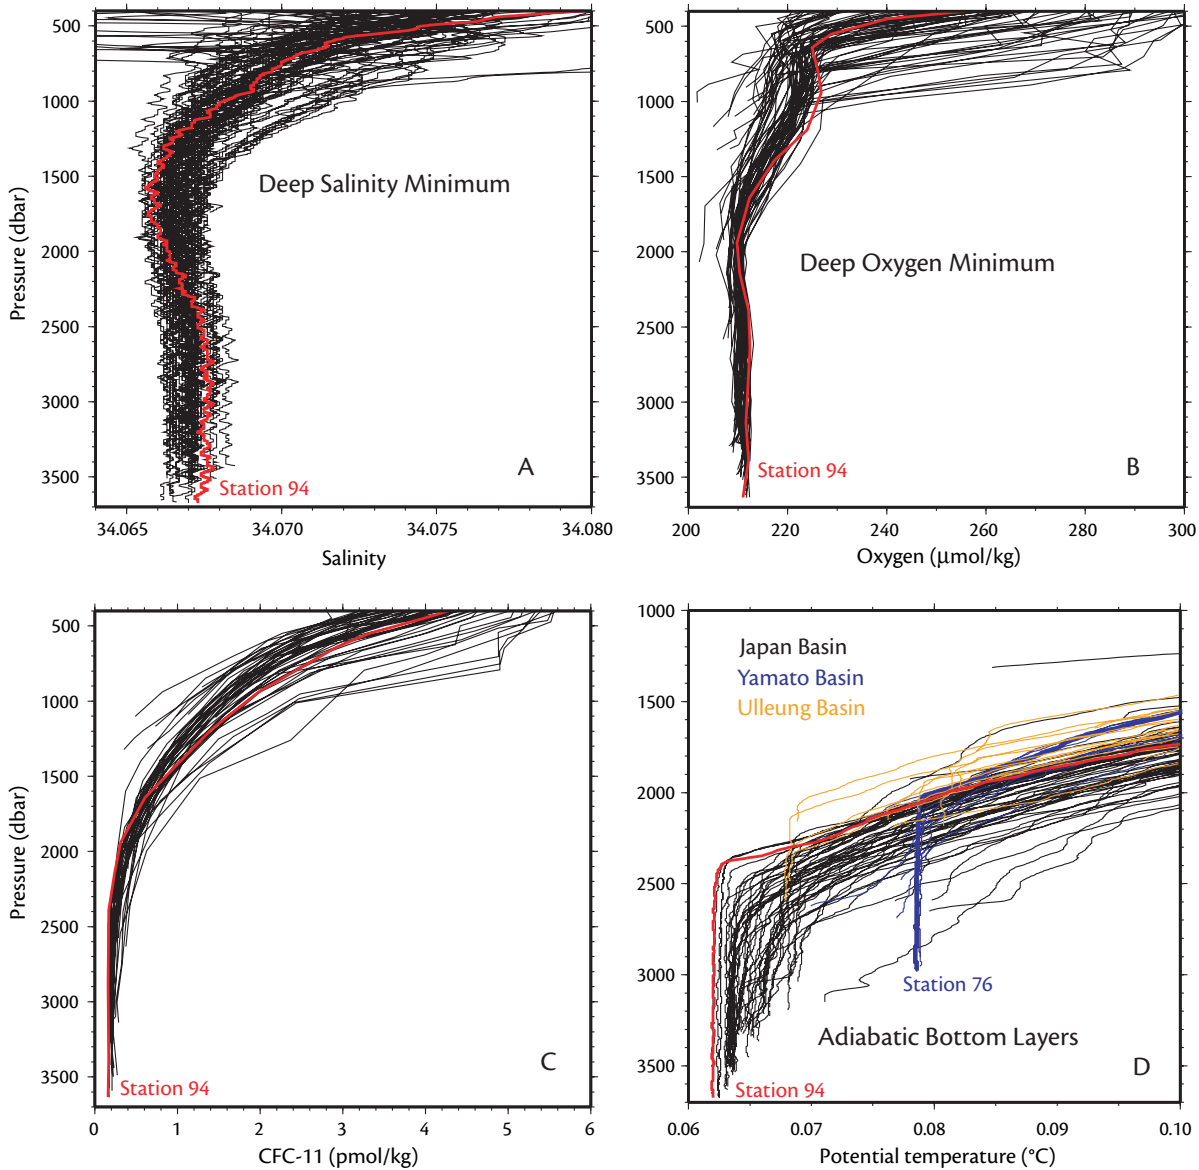 500
1000
1500
2000
3500
3000
3500
Pressure (dbar)
Deep Salinity Minimum
A
Station 94
34.065
34.070
34.075
34.080
Salinity
500
1000
1500
2000
2500
3000
3500
Deep Oxygen Minimum
B
Station 94
200
220
240
260
280
300
Oxygen (μmol/kg)
500
1000
1500
2000
2500
3000
3500
Pressure (dbar)
C
Station 94
0
1
2
3
4
5
6
CFC-11 (pmol/kg)
1000
1500
2000
2500
3000
3500
Japan Basin
Yamato Basin
Ulleung Basin
Station 76
Adiabatic Bottom Layers
D
Station 94
0.06
0.07
0.08
0.09
0.10
Potential temperature (°C)